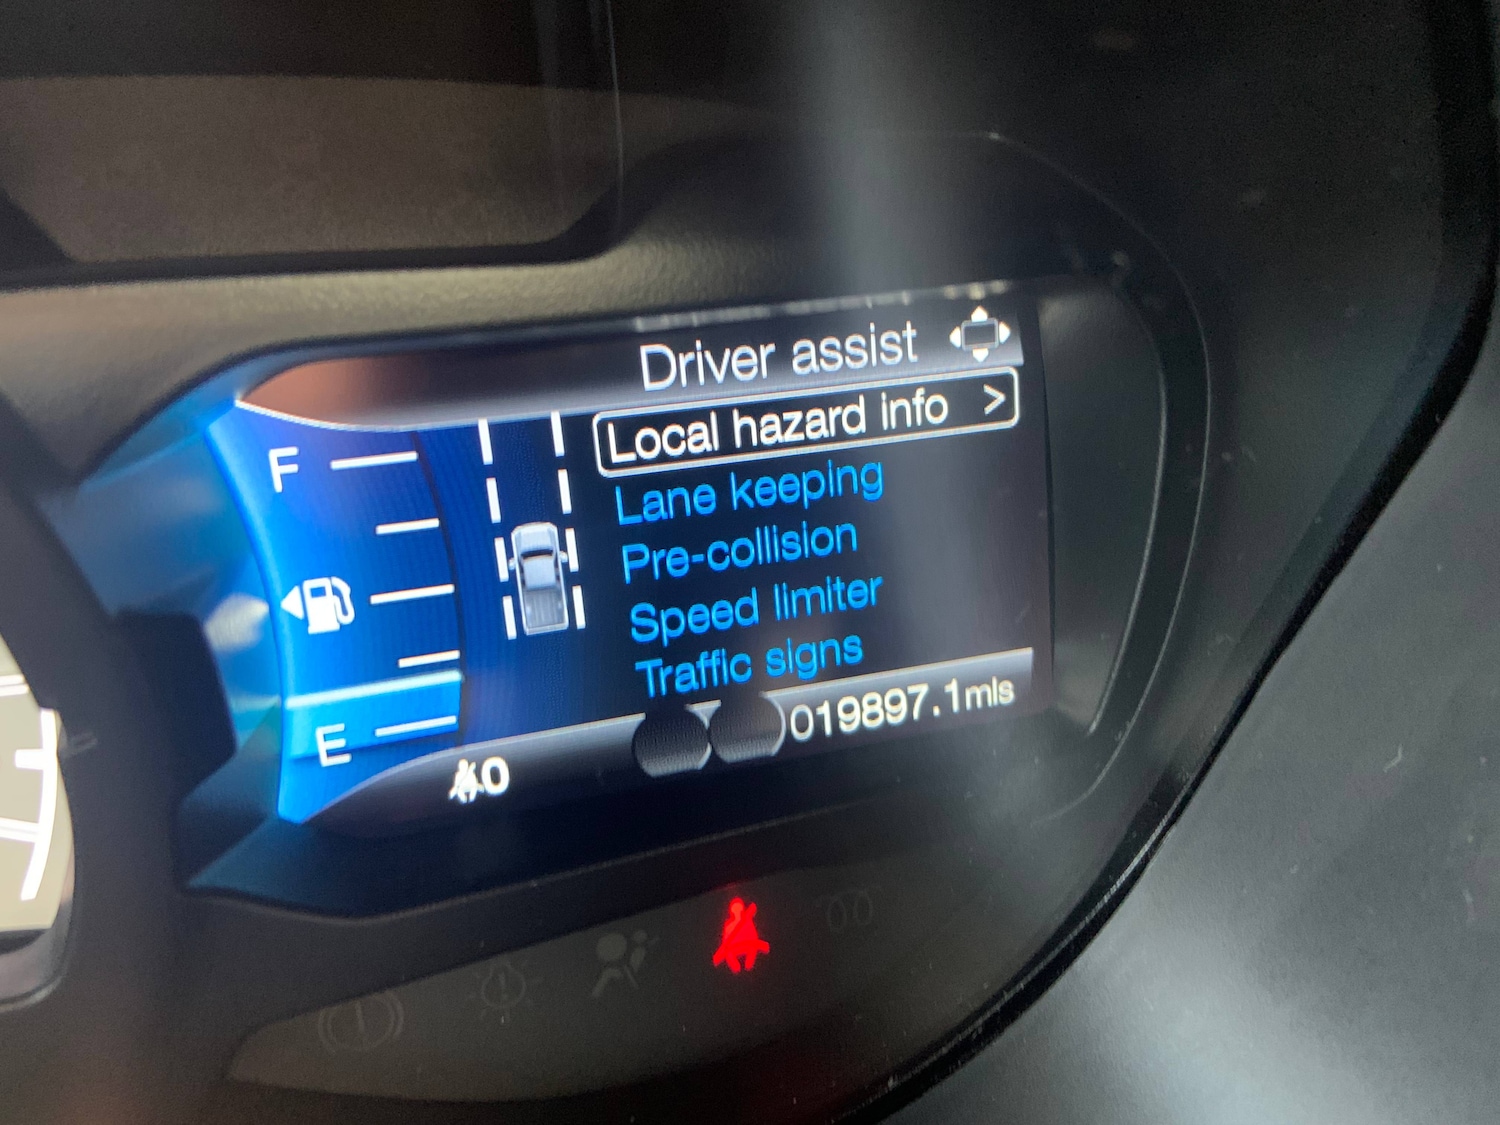 Driver assist
Local hazard info >
Lane keeping
Pre-collision
Speed limiter
Traffic signs
F
E
0
019897.1mls